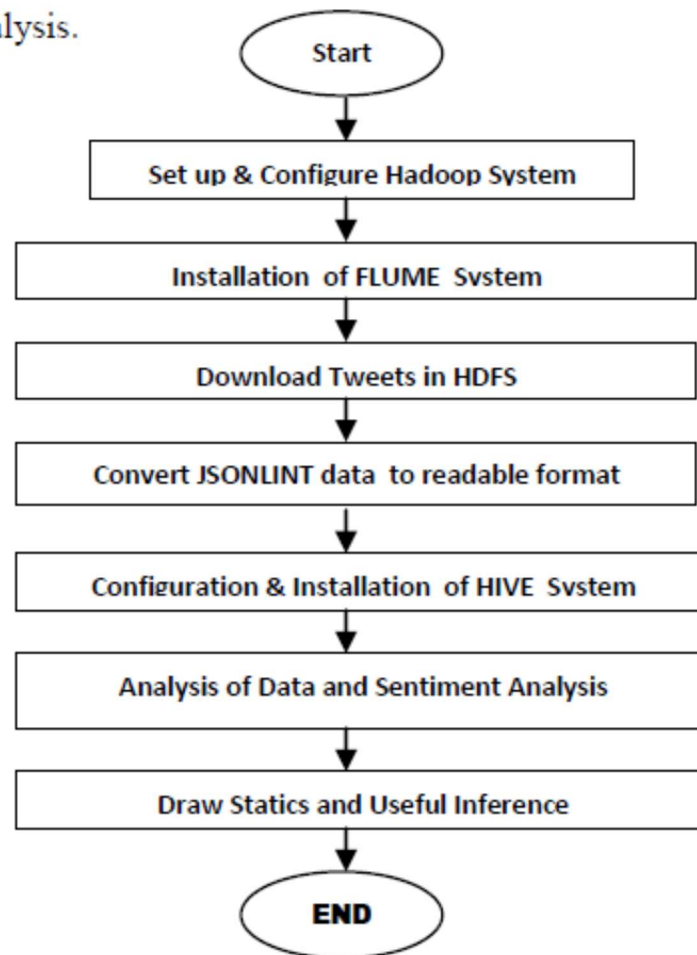 alysis.
Start
Set up & Configure Hadoop System
Installation of FLUME System
Download Tweets in HDFS
Convert JSONLINT data to readable format
Configuration & Installation of HIVE System
Analysis of Data and Sentiment Analysis
Draw Statics and Useful Inference
END